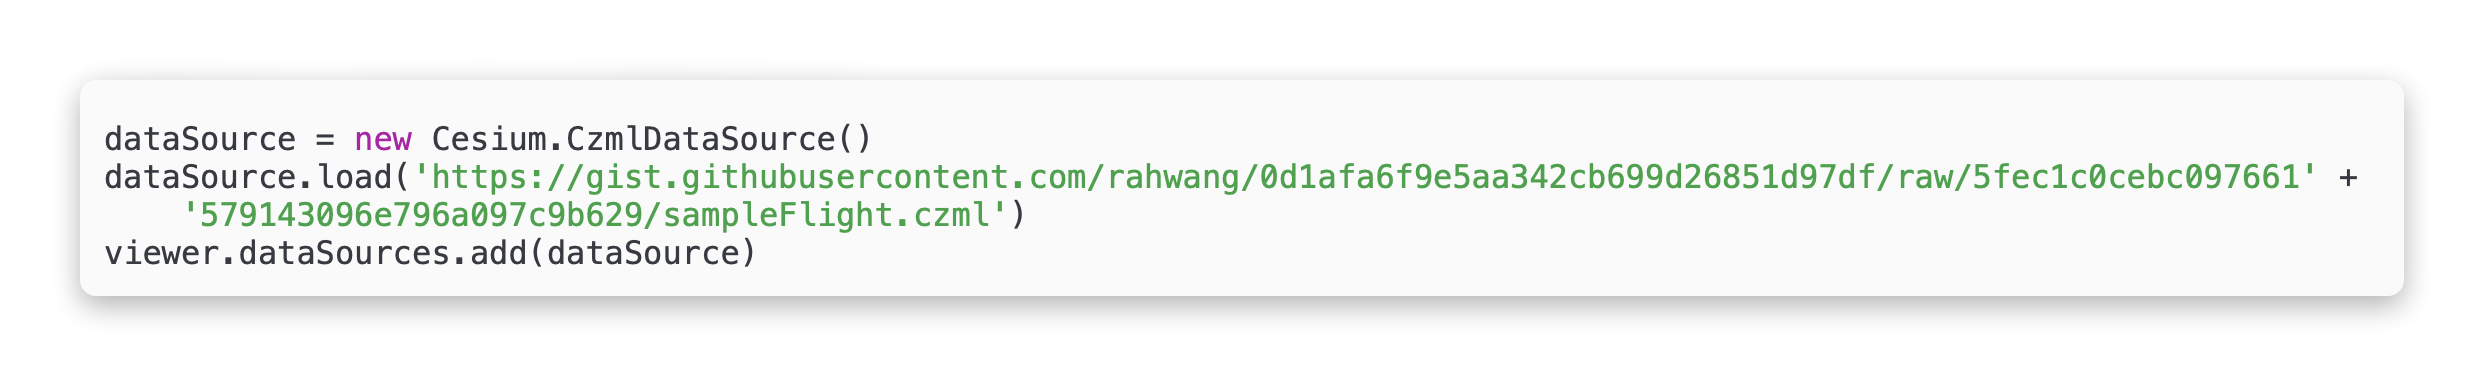 dataSource = new Cesium.CzmlDataSource()
dataSource.load('https://gist.githubusercontent.com/rahwang/0d1afa6f9e5aa342cb699d26851d97df/raw/5fec1c0cebc097661' +
    '579143096e796a097c9b629/sampleFlight.czml')
viewer.dataSources.add(dataSource)